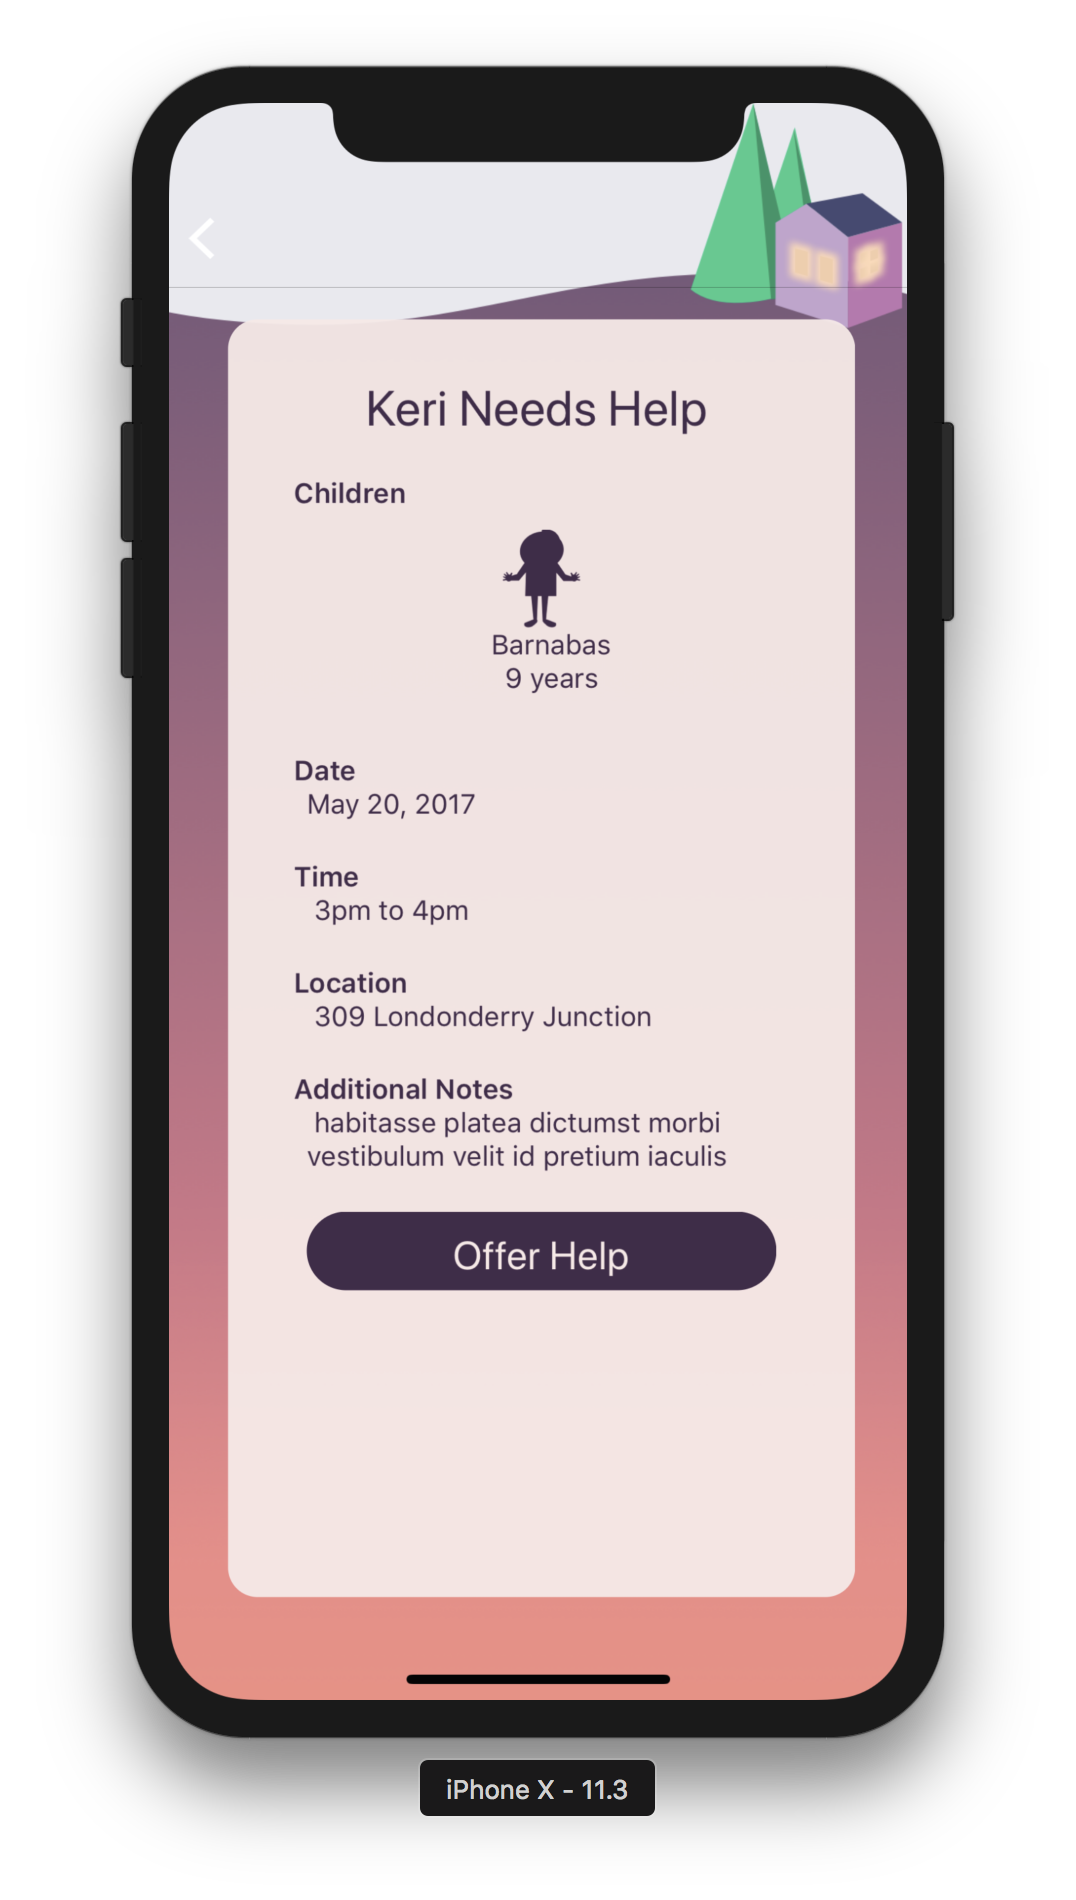 Keri Needs Help
Children
Barnabas
9 years
Date
May 20, 2017
Time
3pm to 4pm
Location
309 Londonderry Junction
Additional Notes
habitasse platea dictumst morbi
vestibulum velit id pretium iaculis
Offer Help
iPhone X - 11.3